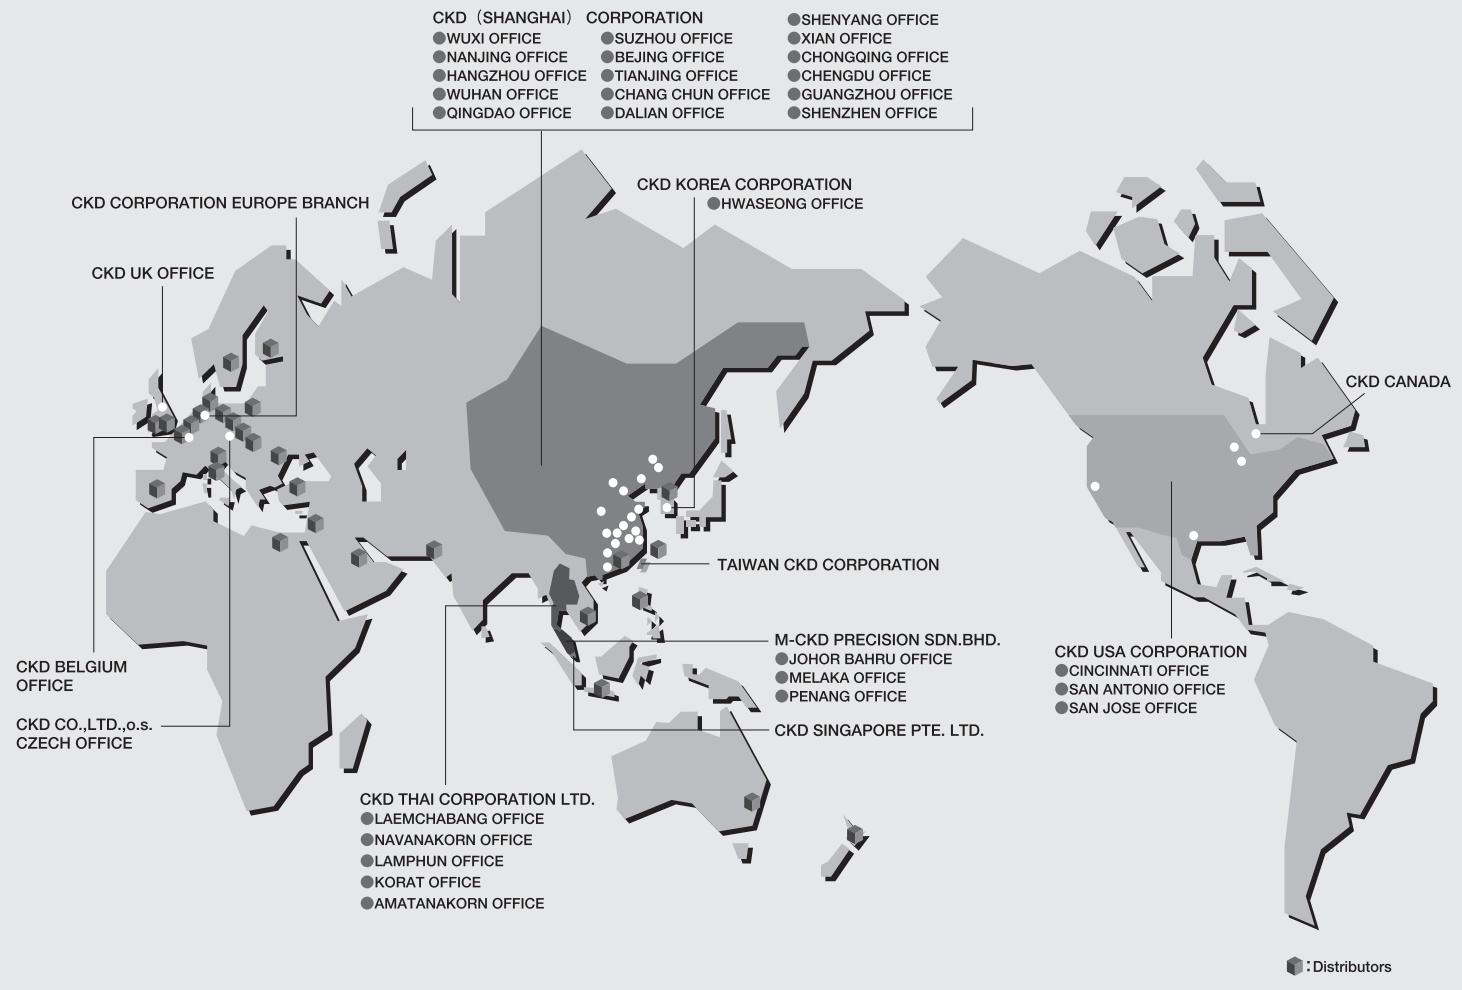 CKD（SHANGHAI） CORPORATION
WUXI OFFICE
NANJING OFFICE
HANGZHOU OFFICE
WUHAN OFFICE
QINGDAO OFFICE
SUZHOU OFFICE
BEJING OFFICE
TIANJING OFFICE
CHANG CHUN OFFICE
DALIAN OFFICE
SHENYANG OFFICE
XIAN OFFICE
CHONGQING OFFICE
CHENGDU OFFICE
GUANGZHOU OFFICE
SHENZHEN OFFICE
CKD KOREA CORPORATION
HWASEONG OFFICE
CKD CORPORATION EUROPE BRANCH
CKD UK OFFICE
CKD CANADA
TAIWAN CKD CORPORATION
M-CKD PRECISION SDN.BHD.
JOHOR BAHRU OFFICE
MELAKA OFFICE
PENANG OFFICE
CKD USA CORPORATION
CINCINNATI OFFICE
SAN ANTONIO OFFICE
SAN JOSE OFFICE
CKD BELGIUM
OFFICE
CKD CO.,LTD.,o.s.
CZECH OFFICE
CKD SINGAPORE PTE. LTD.
CKD THAI CORPORATION LTD.
LAEMCHABANG OFFICE
NAVANAKORN OFFICE
LAMPHUN OFFICE
KORAT OFFICE
AMATANAKORN OFFICE
:Distributors